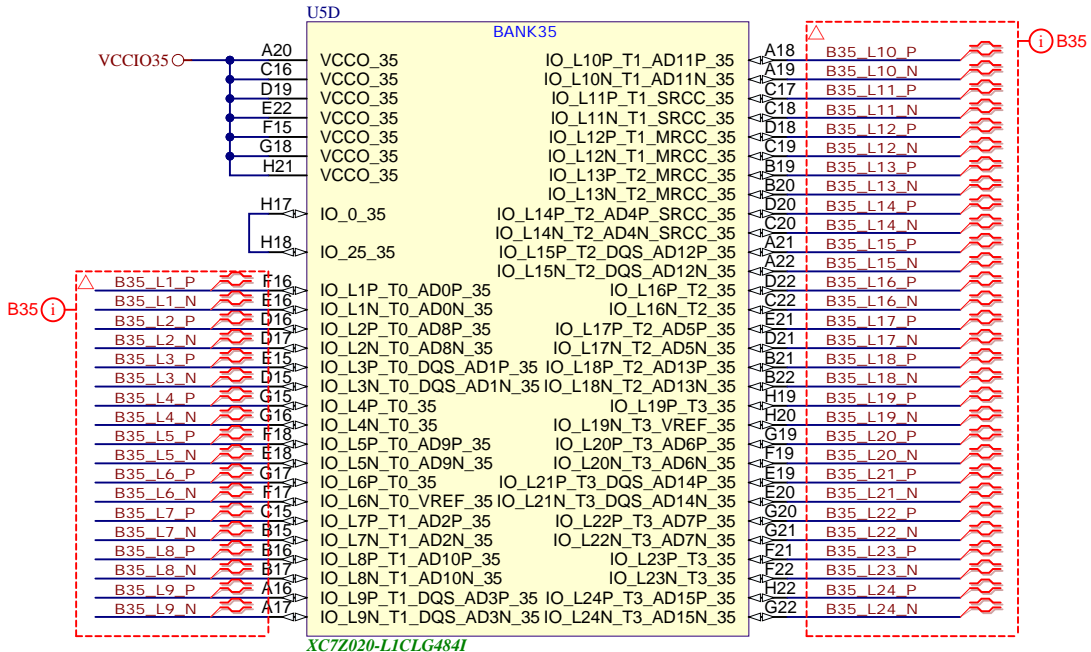 U5D
BANK35
VCCIO35
A20 VCCO_35
C16 VCCO_35
D19 VCCO_35
E22 VCCO_35
F15 VCCO_35
G18 VCCO_35
H21 VCCO_35
H17 IO_0_35
H18 IO_25_35
B35
B35_L1_P F16 IO_L1P_T0_AD0P_35
B35_L1_N E16 IO_L1N_T0_AD0N_35
B35_L2_P D16 IO_L2P_T0_AD8P_35
B35_L2_N D17 IO_L2N_T0_AD8N_35
B35_L3_P E15 IO_L3P_T0_DQS_AD1P_35
B35_L3_N D15 IO_L3N_T0_DQS_AD1N_35
B35_L4_P G15 IO_L4P_T0_35
B35_L4_N G16 IO_L4N_T0_35
B35_L5_P F18 IO_L5P_T0_AD9P_35
B35_L5_N E18 IO_L5N_T0_AD9N_35
B35_L6_P G17 IO_L6P_T0_35
B35_L6_N F17 IO_L6N_T0_VREF_35
B35_L7_P C15 IO_L7P_T1_AD2P_35
B35_L7_N B15 IO_L7N_T1_AD2N_35
B35_L8_P B16 IO_L8P_T1_AD10P_35
B35_L8_N B17 IO_L8N_T1_AD10N_35
B35_L9_P A16 IO_L9P_T1_DQS_AD3P_35
B35_L9_N A17 IO_L9N_T1_DQS_AD3N_35
IO_L10P_T1_AD11P_35 A18 B35_L10_P
IO_L10N_T1_AD11N_35 A19 B35_L10_N
IO_L11P_T1_SRCC_35 C17 B35_L11_P
IO_L11N_T1_SRCC_35 C18 B35_L11_N
IO_L12P_T1_MRCC_35 D18 B35_L12_P
IO_L12N_T1_MRCC_35 C19 B35_L12_N
IO_L13P_T2_MRCC_35 B19 B35_L13_P
IO_L13N_T2_MRCC_35 B20 B35_L13_N
IO_L14P_T2_AD4P_SRCC_35 D20 B35_L14_P
IO_L14N_T2_AD4N_SRCC_35 C20 B35_L14_N
IO_L15P_T2_DQS_AD12P_35 A21 B35_L15_P
IO_L15N_T2_DQS_AD12N_35 A22 B35_L15_N
IO_L16P_T2_35 D22 B35_L16_P
IO_L16N_T2_35 C22 B35_L16_N
IO_L17P_T2_AD5P_35 E21 B35_L17_P
IO_L17N_T2_AD5N_35 D21 B35_L17_N
IO_L18P_T2_AD13P_35 B21 B35_L18_P
IO_L18N_T2_AD13N_35 B22 B35_L18_N
IO_L19P_T3_35 H19 B35_L19_P
IO_L19N_T3_VREF_35 H20 B35_L19_N
IO_L20P_T3_AD6P_35 G19 B35_L20_P
IO_L20N_T3_AD6N_35 F19 B35_L20_N
IO_L21P_T3_DQS_AD14P_35 E19 B35_L21_P
IO_L21N_T3_DQS_AD14N_35 E20 B35_L21_N
IO_L22P_T3_AD7P_35 G20 B35_L22_P
IO_L22N_T3_AD7N_35 G21 B35_L22_N
IO_L23P_T3_35 F21 B35_L23_P
IO_L23N_T3_35 F22 B35_L23_N
IO_L24P_T3_AD15P_35 H22 B35_L24_P
IO_L24N_T3_AD15N_35 G22 B35_L24_N
i B35
i
XC7Z020-L1CLG484I